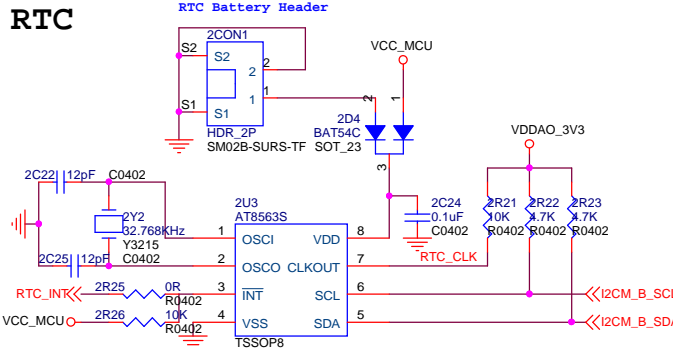 RTC Battery Header
RTC
2CON1
VCC_MCU
S2
S2
2
2
1
1
S1
S1
HDR_2P
SM02B-SURS-TF
2
1
2D4
BAT54C
SOT_23
3
VDDAO_3V3
2C22
12pF
C0402
2Y2
32.768KHz
Y3215
2C25
12pF
C0402
2U3
AT8563S
1
OSCI
VDD
8
2
OSCO
CLKOUT
7
3
INT
SCL
6
4
VSS
SDA
5
TSSOP8
2C24
0.1uF
C0402
RTC_CLK
2R21
10K
R0402
2R22
4.7K
R0402
2R23
4.7K
R0402
RTC_INT
2R25
0R
R0402
VCC_MCU
2R26
10K
R0402
I2CM_B_SCL
I2CM_B_SDA